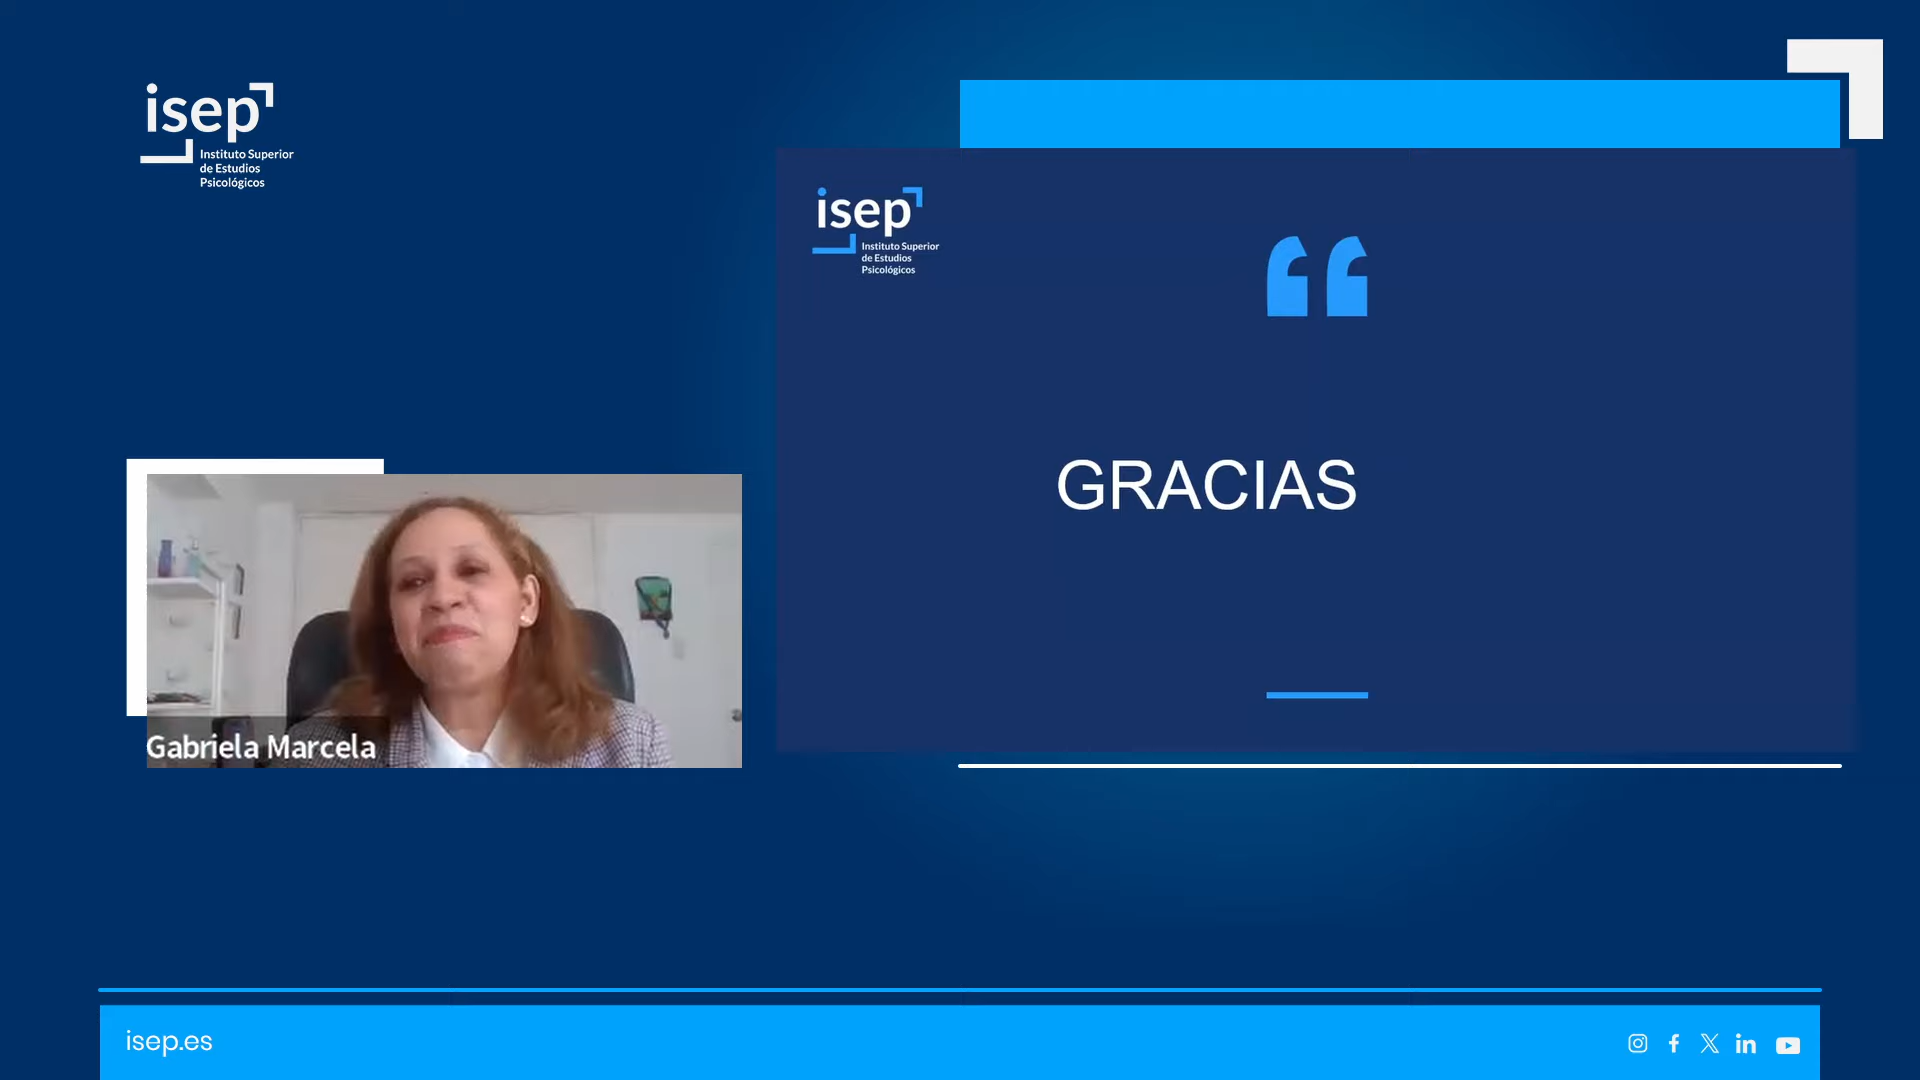 isep
Instituto Superior
de Estudios
Psicológicos
isep
Instituto Superior
de Estudios
Psicológicos
“
GRACIAS
Gabriela Marcela
isep.es